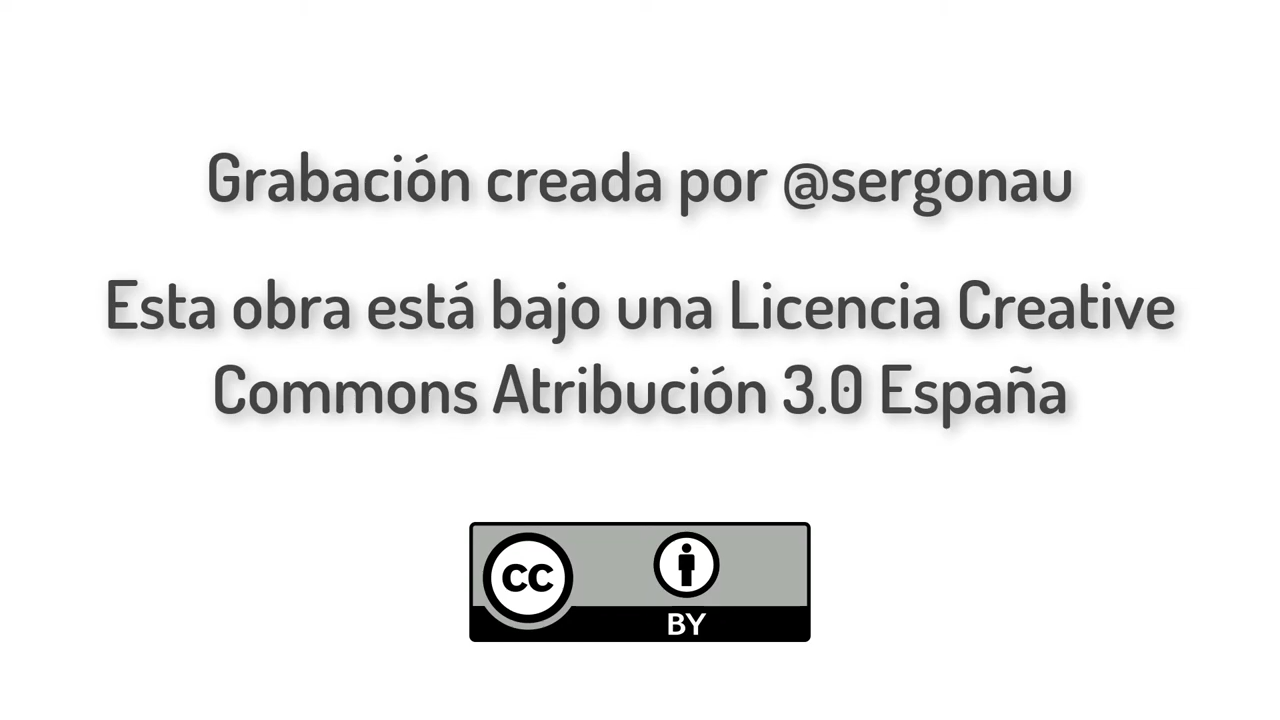 Grabación creada por @sergonau
Esta obra está bajo una Licencia Creative
Commons Atribución 3.0 España
CC
BY